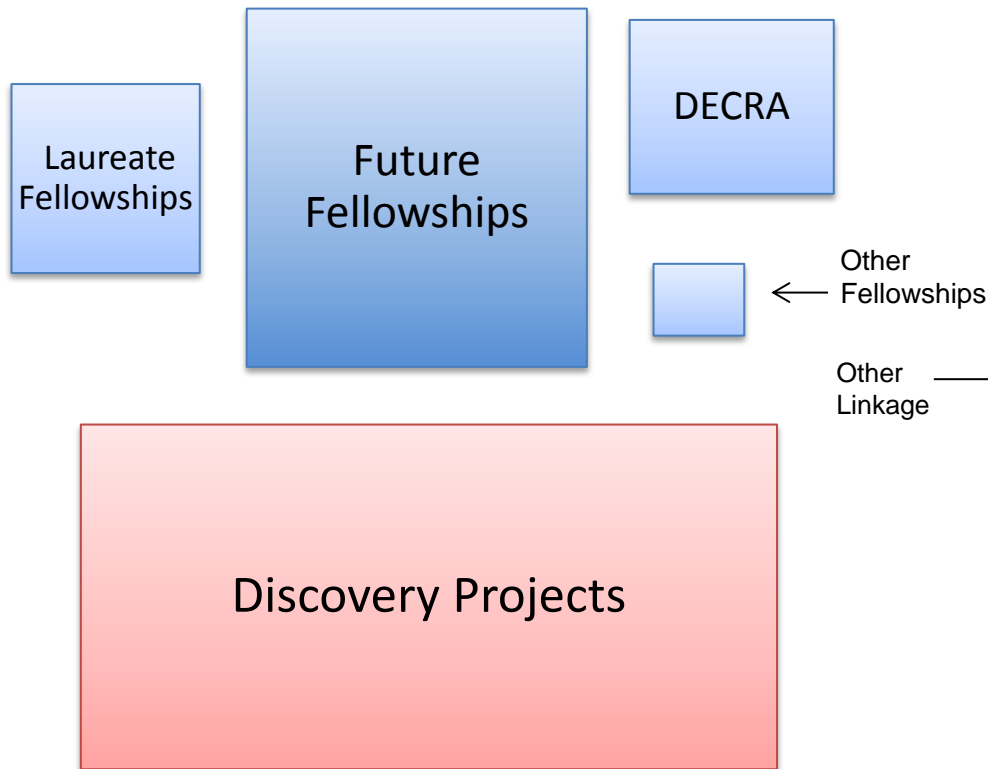 Laureate
Fellowships
Future
Fellowships
DECRA
Other
Fellowships
Other
Linkage
Discovery Projects